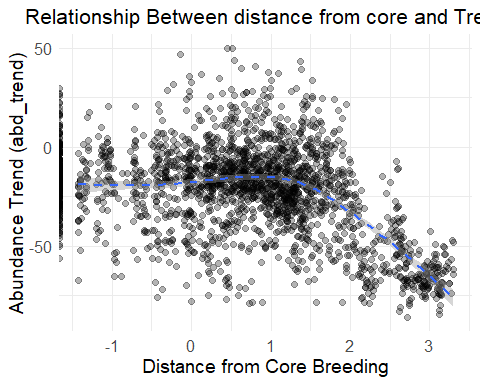 Relationship Between distance from core and Tre
Abundance Trend (abd_trend)
50
0
-50
-1
0
1
2
3
Distance from Core Breeding